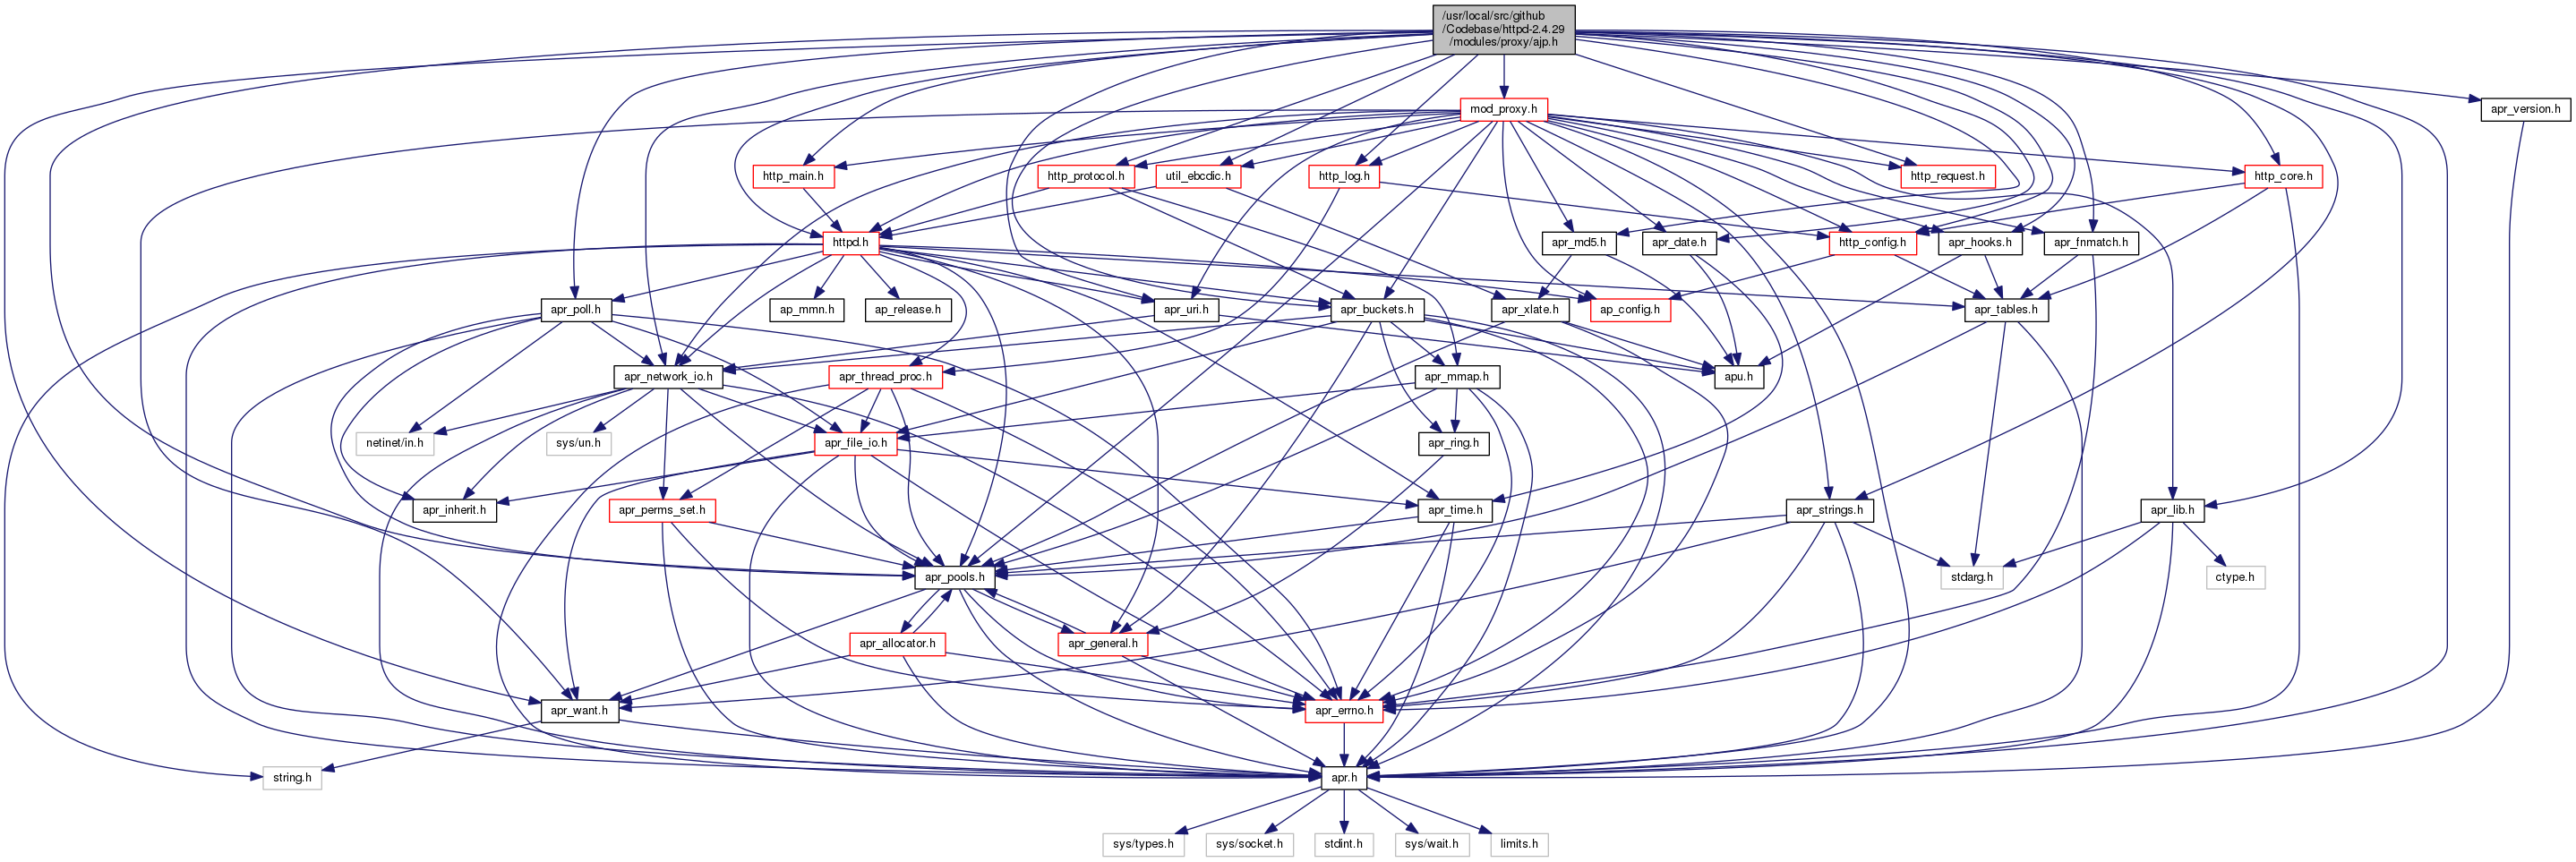 /usr/local/src/github
/Codebase/httpd-2.4.29
/modules/proxy/ajp.h
mod_proxy.h
apr_version.h
http_main.h
http_protocol.h
util_ebcdic.h
http_log.h
http_request.h
http_core.h
httpd.h
apr_md5.h
apr_date.h
http_config.h
apr_hooks.h
apr_fnmatch.h
apr_poll.h
ap_mmn.h
ap_release.h
apr_uri.h
apr_buckets.h
apr_xlate.h
ap_config.h
apr_tables.h
apr_network_io.h
apr_thread_proc.h
apr_mmap.h
apu.h
netinet/in.h
sys/un.h
apr_file_io.h
apr_ring.h
apr_inherit.h
apr_perms_set.h
apr_time.h
apr_strings.h
apr_lib.h
apr_pools.h
stdarg.h
ctype.h
apr_allocator.h
apr_general.h
apr_want.h
apr_errno.h
string.h
apr.h
sys/types.h
sys/socket.h
stdint.h
sys/wait.h
limits.h